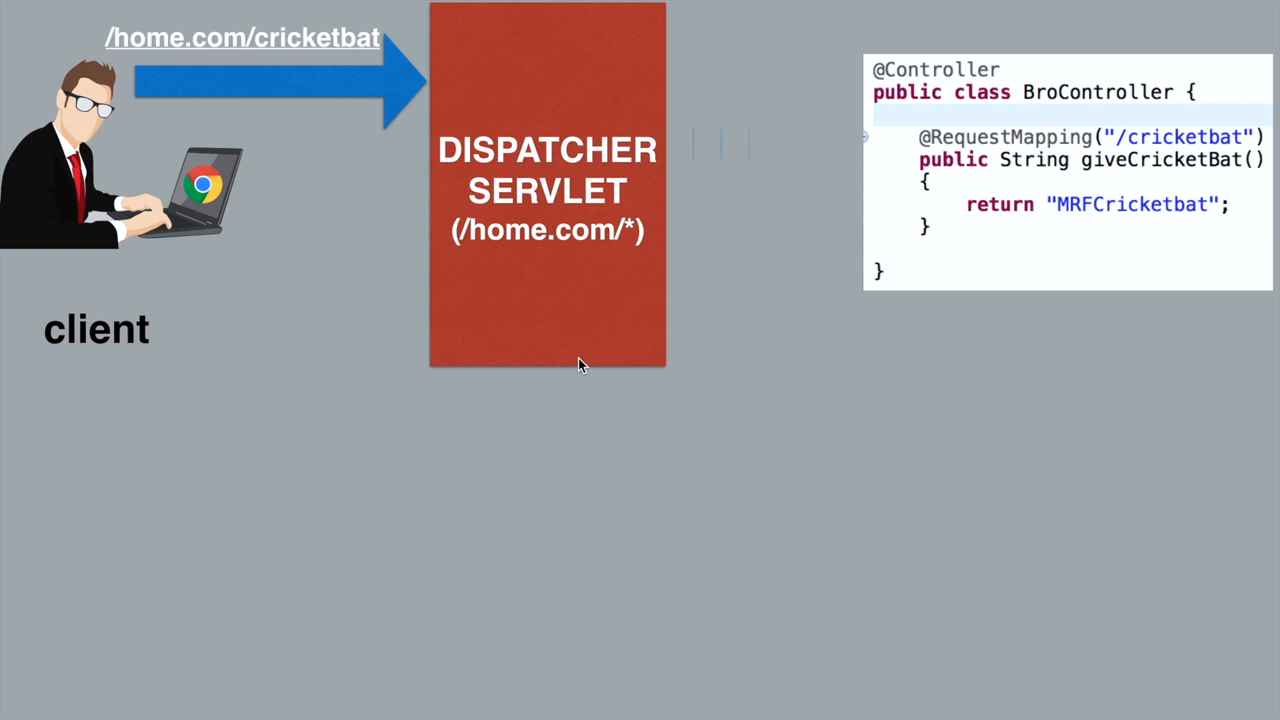 /home.com/cricketbat
DISPATCHER
SERVLET
(/home.com/*)
client
@Controller
public class BroController {
@RequestMapping("/cricketbat")
public String giveCricketBat()
{
return "MRFCricketbat";
}
}